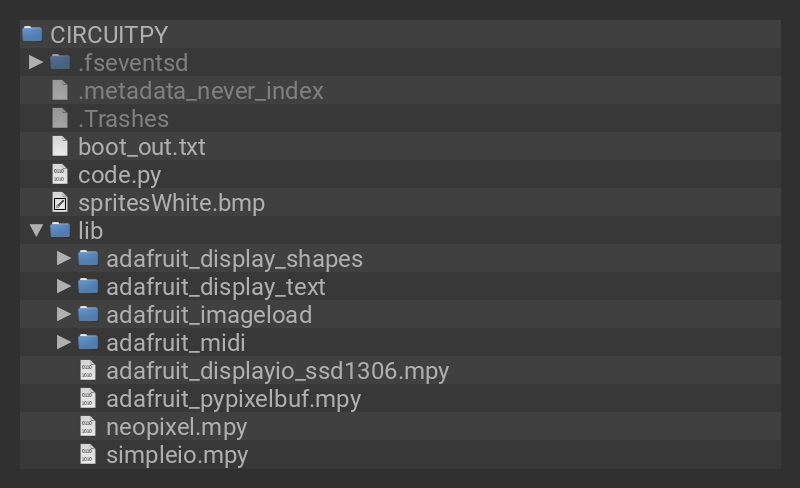 CIRCUITPY
.fseventsd
.metadata_never_index
.Trashes
boot_out.txt
code.py
spritesWhite.bmp
lib
adafruit_display_shapes
adafruit_display_text
adafruit_imageload
adafruit_midi
adafruit_displayio_ssd1306.mpy
adafruit_pypixelbuf.mpy
neopixel.mpy
simpleio.mpy